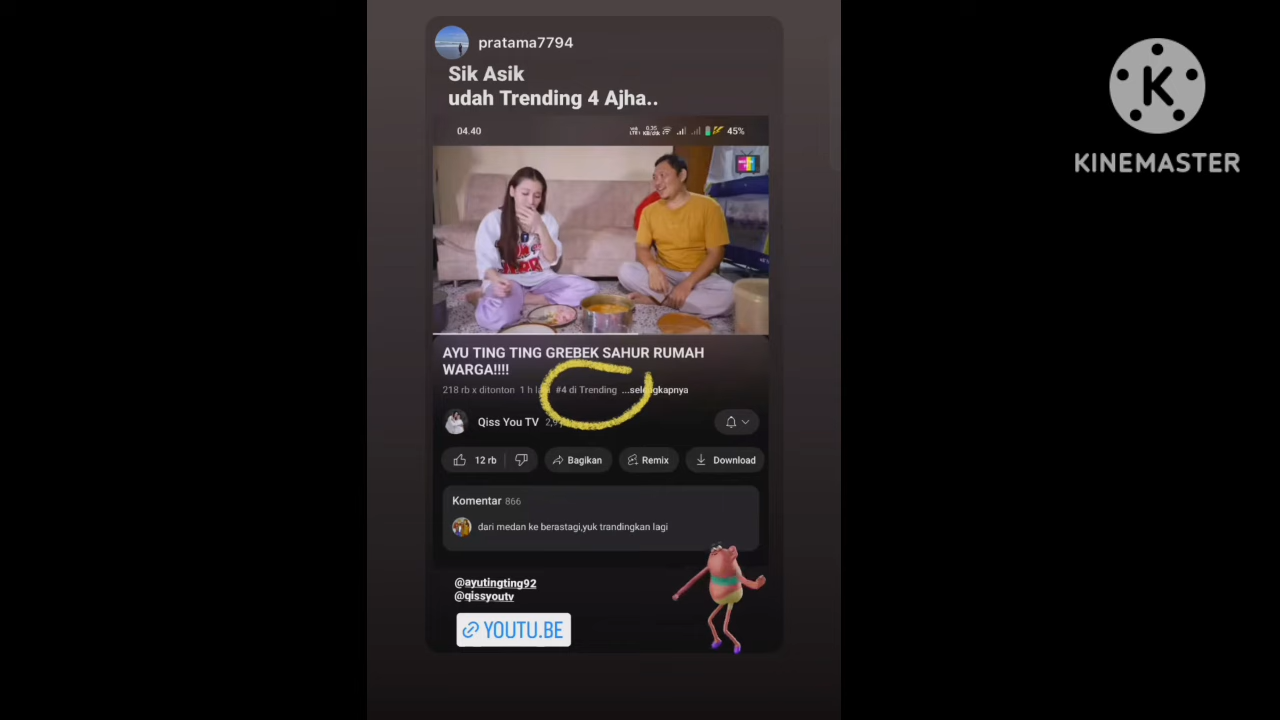 pratama7794
Sik Asik
udah Trending 4 Ajha..
04.40
45%
AYU TING TING GREBEK SAHUR RUMAH
WARGA!!!!
218 rb x ditonton 1 h #4 di Trending ...selengkapnya
Qiss You TV
12 rb
Bagikan
Remix
Download
Komentar 866
dari medan ke berastagi,yuk trandingkan lagi
@ayutingting92
@qissyoutv
YOUTU.BE
K
KINEMASTER